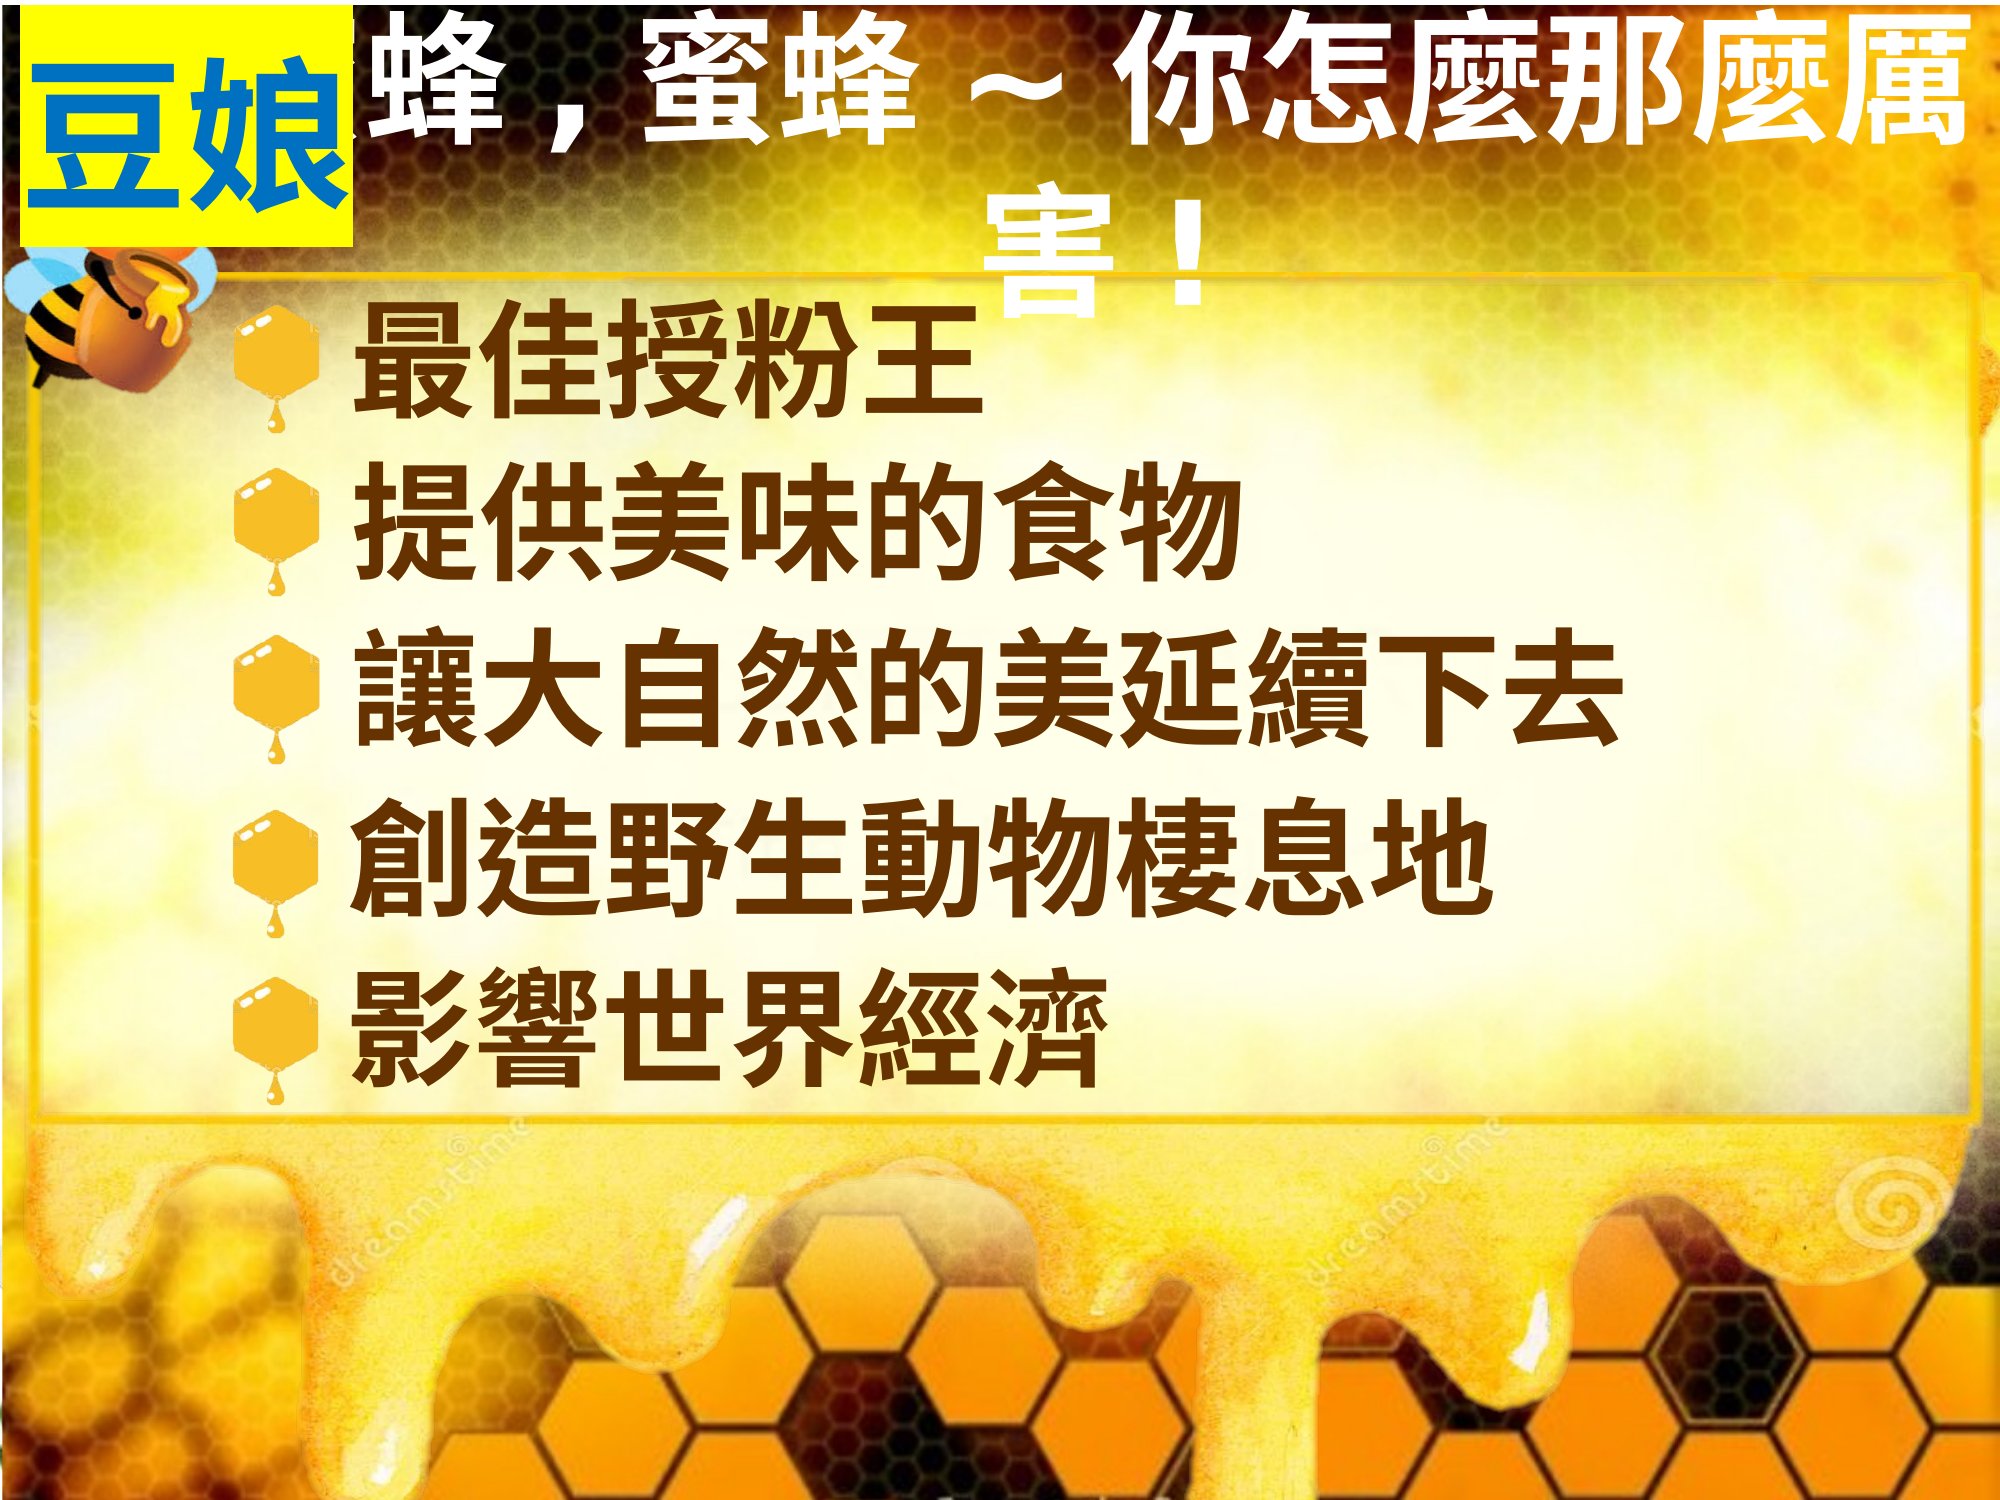 豆娘
蜂，蜜蜂～你怎麼那麼厲
害！
最佳授粉王
提供美味的食物
讓大自然的美延續下去
創造野生動物棲息地
影響世界經濟
dreamstime
dreamstime